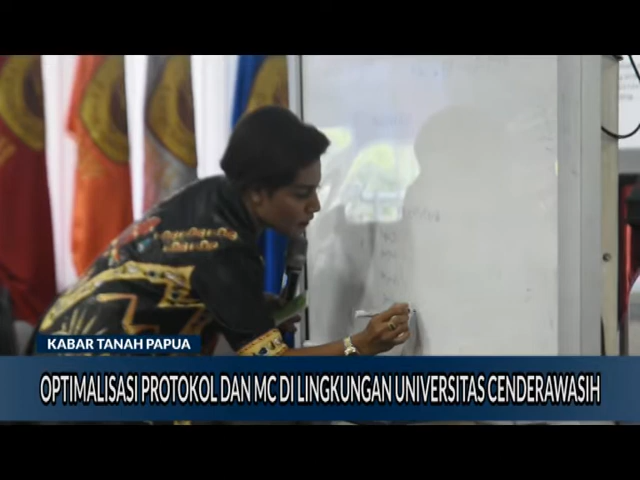 KABAR TANAH PAPUA
OPTIMALISASI PROTOKOL DAN MC DI LINGKUNGAN UNIVERSITAS CENDERAWASIH